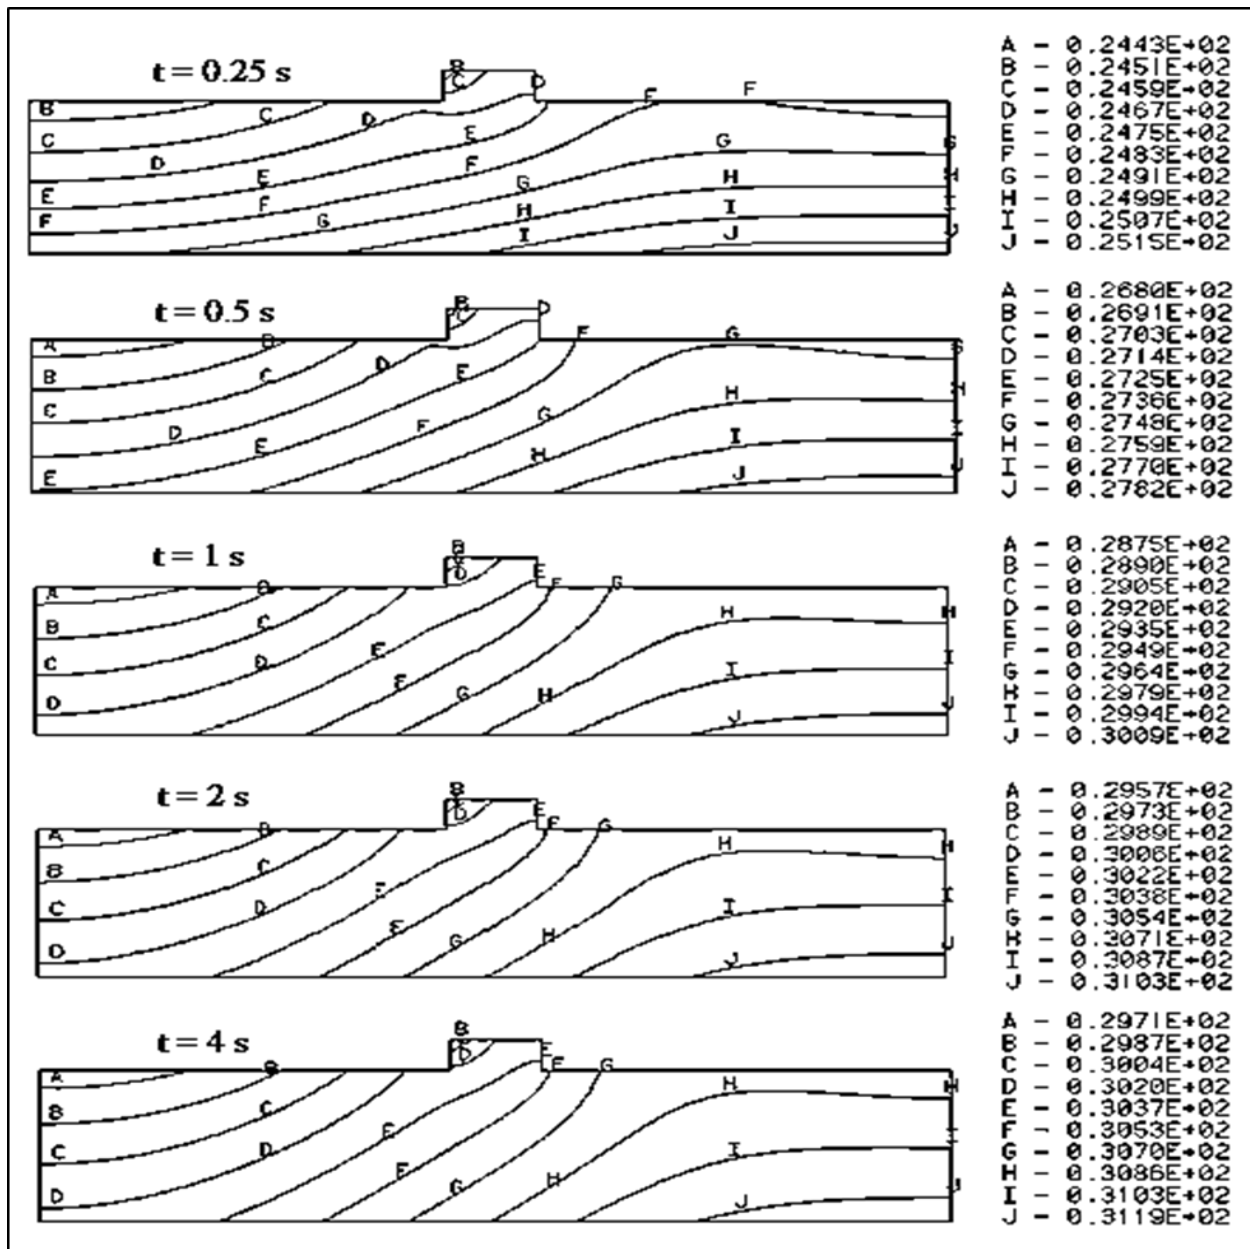 t = 0.25 s
A - 0.2443E+02
B - 0.2451E+02
C - 0.2459E+02
D - 0.2467E+02
E - 0.2475E+02
F - 0.2483E+02
G - 0.2491E+02
H - 0.2499E+02
I - 0.2507E+02
J - 0.2515E+02
B
C
D
B
C
D
E
F
F
C
D
E
F
G
G
D
E
F
G
H
H
E
F
G
H
I
I
F
I
J
J
t = 0.5 s
A - 0.2680E+02
B - 0.2691E+02
C - 0.2703E+02
D - 0.2714E+02
E - 0.2725E+02
F - 0.2736E+02
G - 0.2748E+02
H - 0.2759E+02
I - 0.2770E+02
J - 0.2782E+02
B
C
D
A
B
F
G
G
B
C
D
E
H
H
C
F
G
I
I
D
E
H
J
J
E
t = 1 s
A - 0.2875E+02
B - 0.2890E+02
C - 0.2905E+02
D - 0.2920E+02
E - 0.2935E+02
F - 0.2949E+02
G - 0.2964E+02
H - 0.2979E+02
I - 0.2994E+02
J - 0.3009E+02
B
D
E
A
B
F
G
B
C
H
H
C
D
E
I
I
D
F
G
H
J
J
t = 2 s
A - 0.2957E+02
B - 0.2973E+02
C - 0.2989E+02
D - 0.3006E+02
E - 0.3022E+02
F - 0.3038E+02
G - 0.3054E+02
H - 0.3071E+02
I - 0.3087E+02
J - 0.3103E+02
B
D
E
A
B
F
G
B
C
H
H
C
D
E
I
I
D
F
G
H
J
J
t = 4 s
A - 0.2971E+02
B - 0.2987E+02
C - 0.3004E+02
D - 0.3020E+02
E - 0.3037E+02
F - 0.3053E+02
G - 0.3070E+02
H - 0.3086E+02
I - 0.3103E+02
J - 0.3119E+02
B
D
E
A
B
F
G
B
C
H
H
C
D
E
I
I
D
F
G
H
J
J